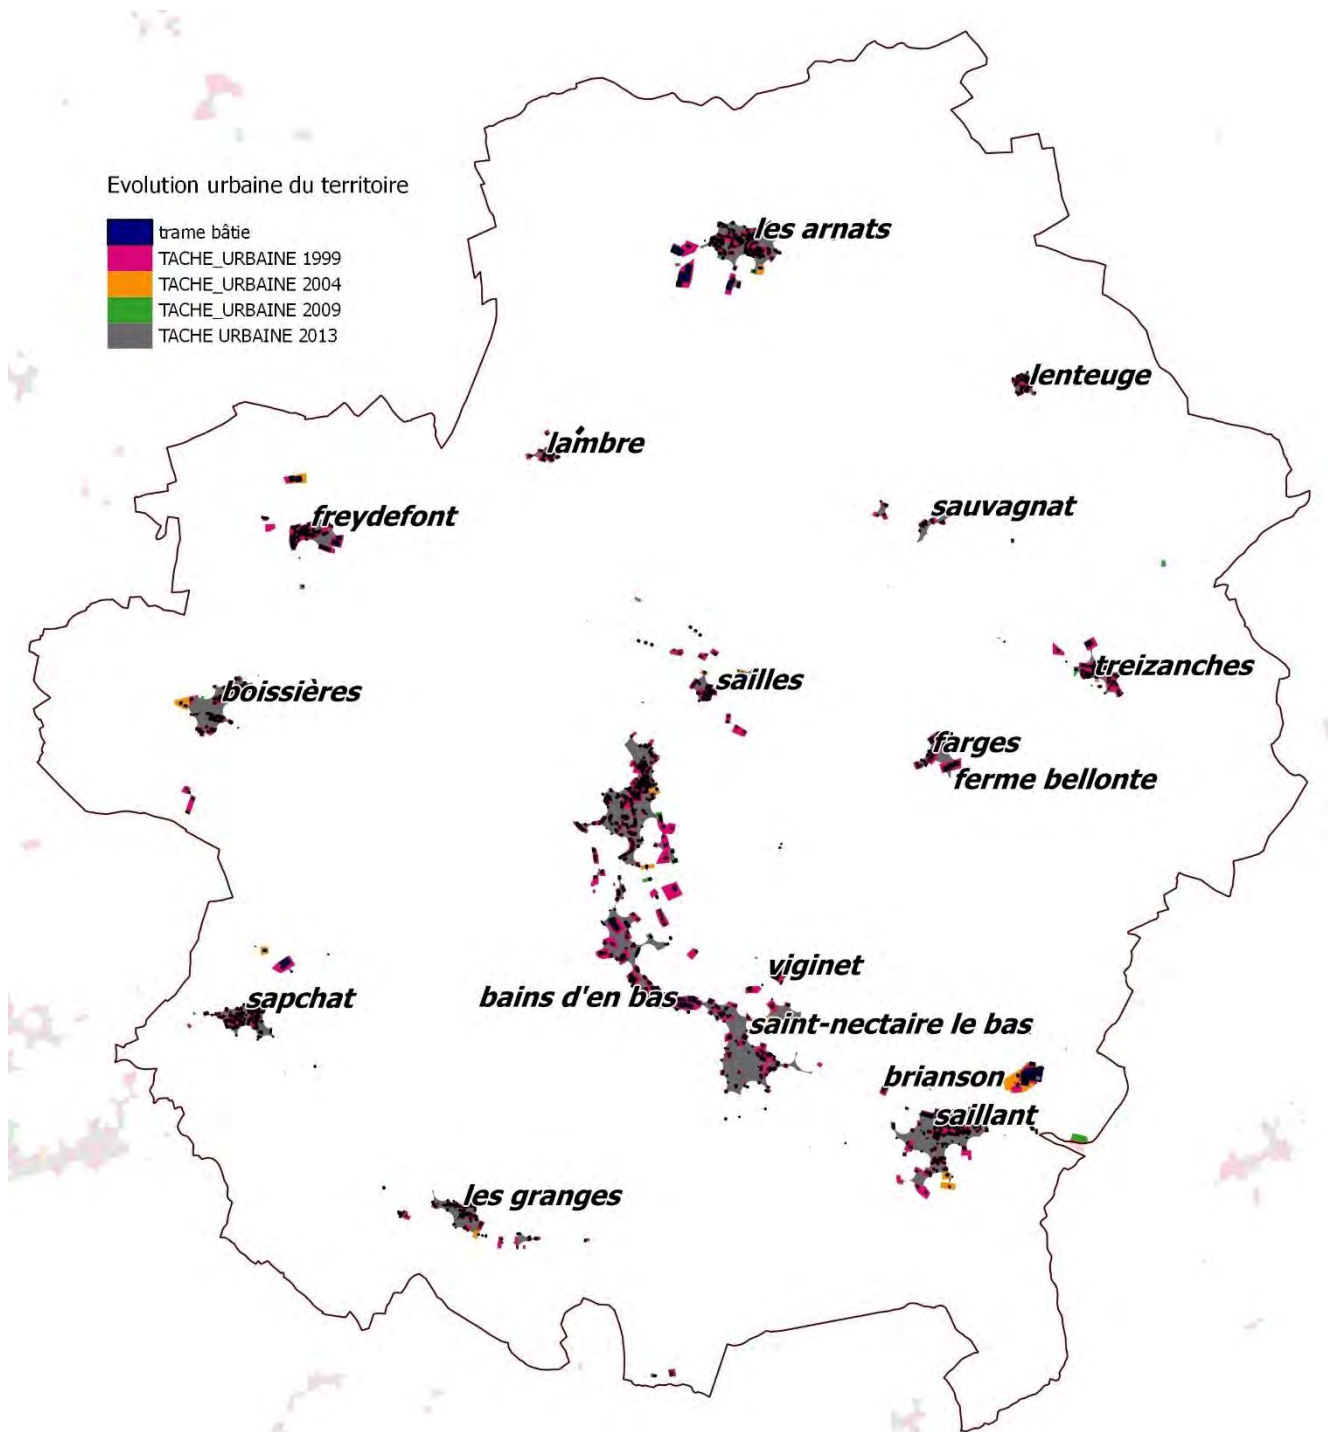 Evolution urbaine du territoire
trame bâtie
TACHE_URBAINE 1999
TACHE_URBAINE 2004
TACHE_URBAINE 2009
TACHE URBAINE 2013
les arnats
lenteuge
lambre
sauvagnat
freydefont
treizanches
sailles
boissières
farges
ferme bellonte
viginet
bains d'en bas
sapchat
saint-nectaire le bas
brianson
saillant
les granges